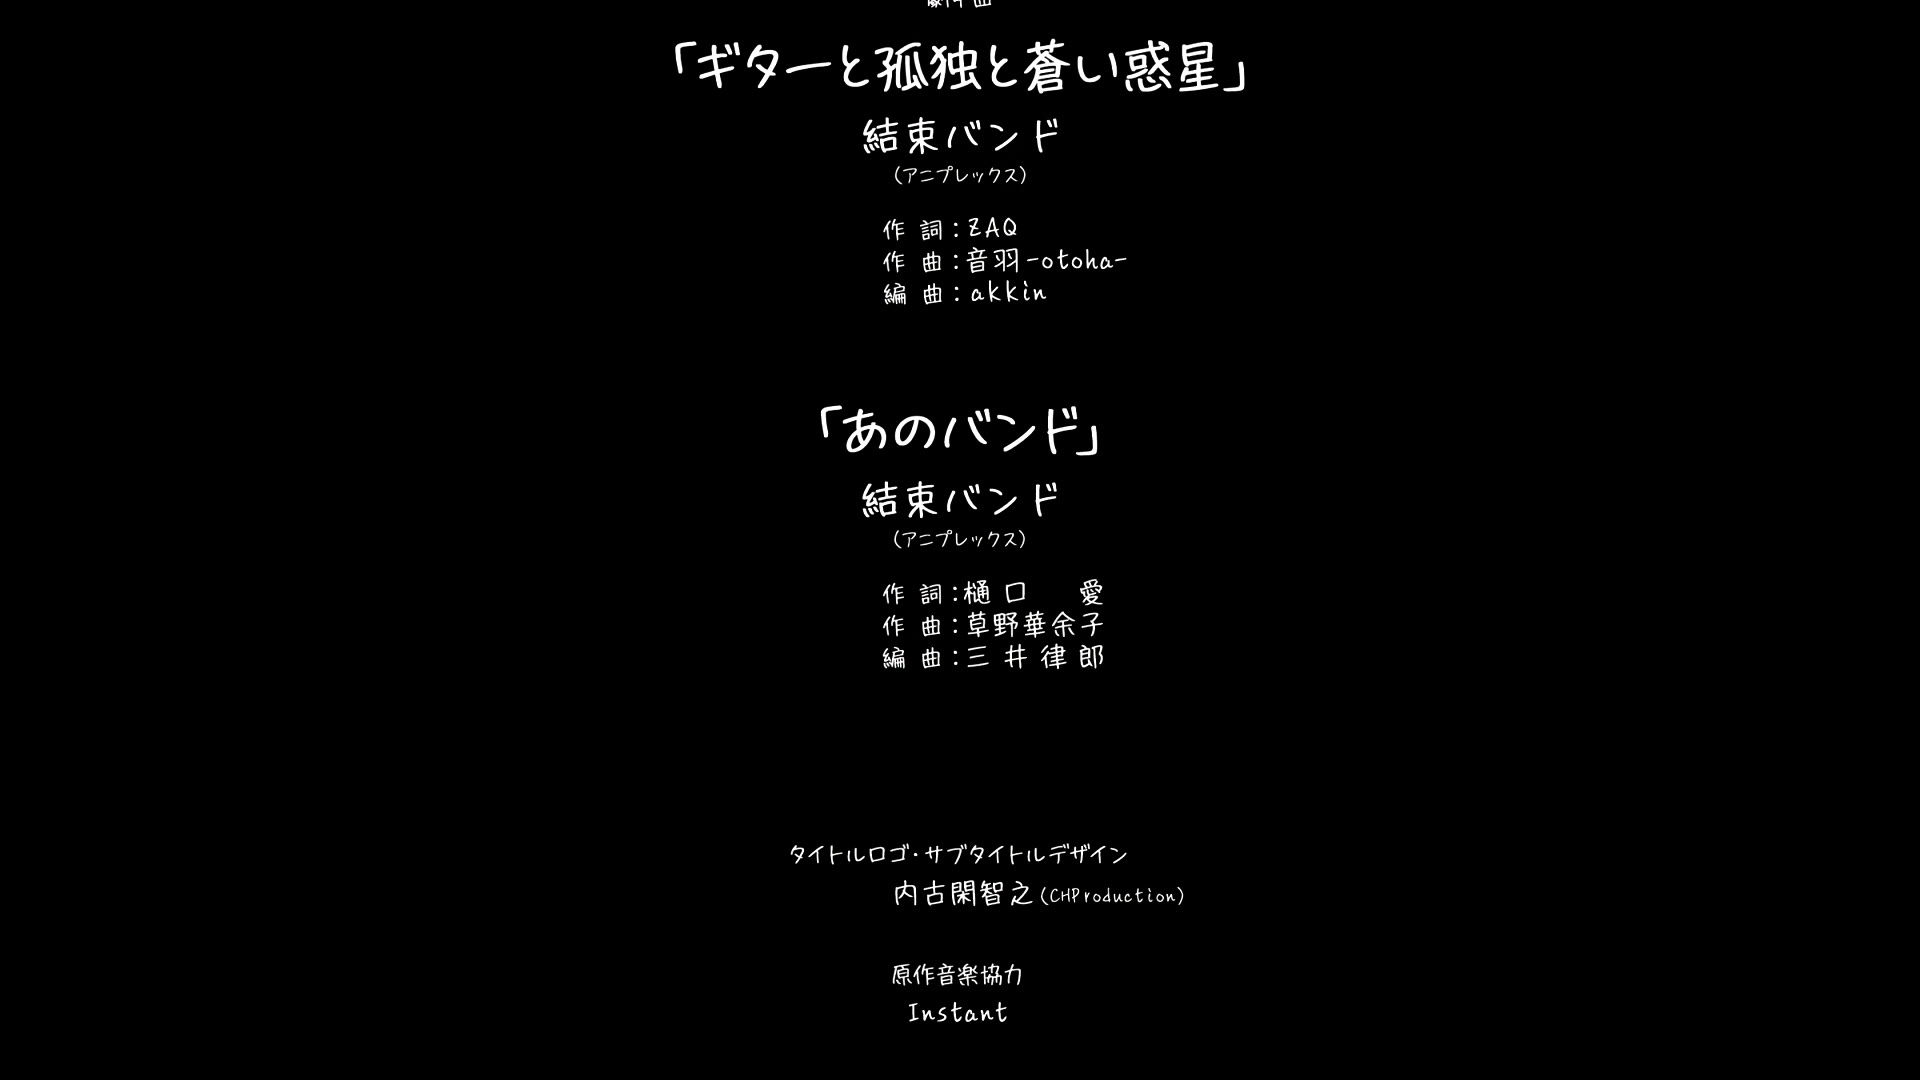 「ギターと孤独と蒼い惑星」
結束バンド
(アニプレックス)
作詞:ZAQ
作曲:音羽-otoha-
編曲:akkin
「あのバンド」
結束バンド
(アニプレックス)
作詞:樋口 愛
作曲:草野華余子
編曲:三井律郎
タイトルロゴ・サブタイトルデザイン
内古閑智之(CHProduction)
原作音楽協力
Instant